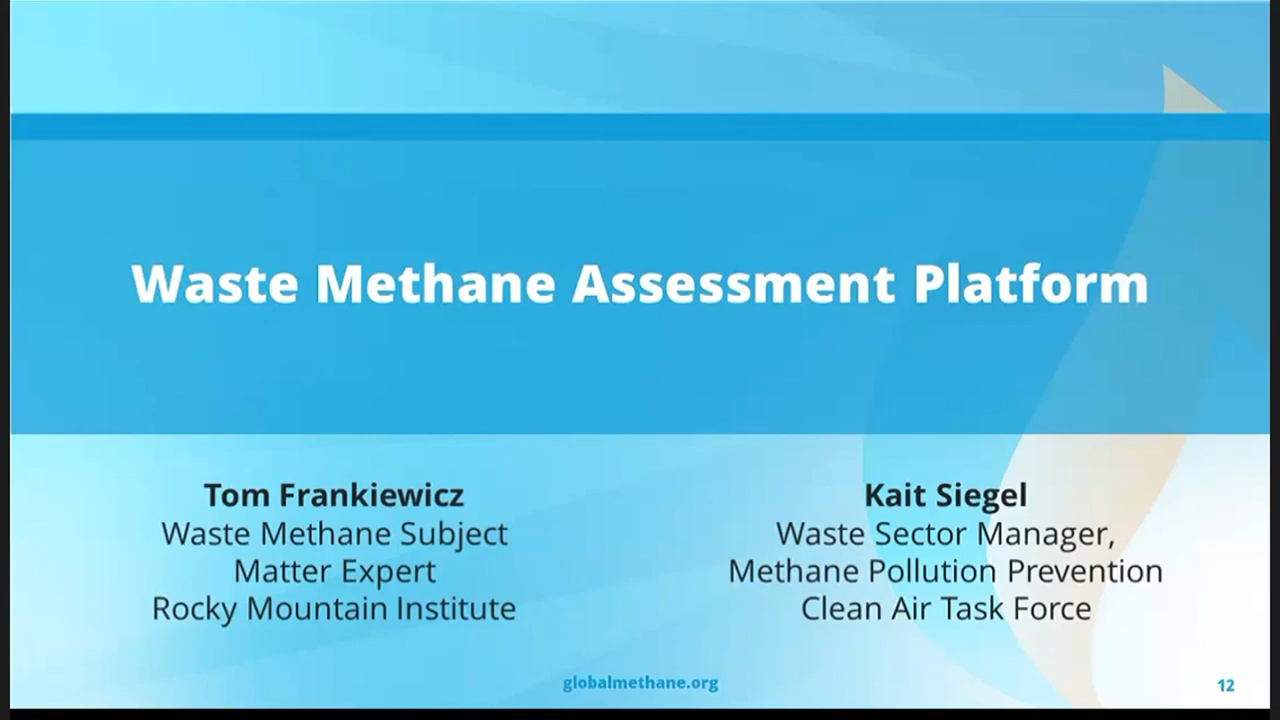 Waste Methane Assessment Platform
Tom Frankiewicz
Waste Methane Subject
Matter Expert
Rocky Mountain Institute
Kait Siegel
Waste Sector Manager,
Methane Pollution Prevention
Clean Air Task Force
globalmethane.org
12